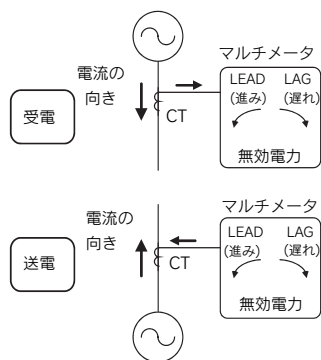 電流の
向き
受電
CT
マルチメータ
LEAD LAG
(進み) (遅れ)
無効電力
電流の
向き
送電
CT
マルチメータ
LEAD LAG
(進み) (遅れ)
無効電力